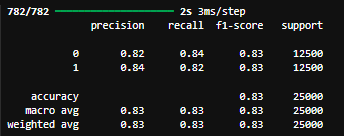 782/782 ━━━━━━━━━━━━━━━━━━━━ 2s 3ms/step
precision recall f1-score support
0 0.82 0.84 0.83 12500
1 0.84 0.82 0.83 12500
accuracy 0.83 25000
macro avg 0.83 0.83 0.83 25000
weighted avg 0.83 0.83 0.83 25000